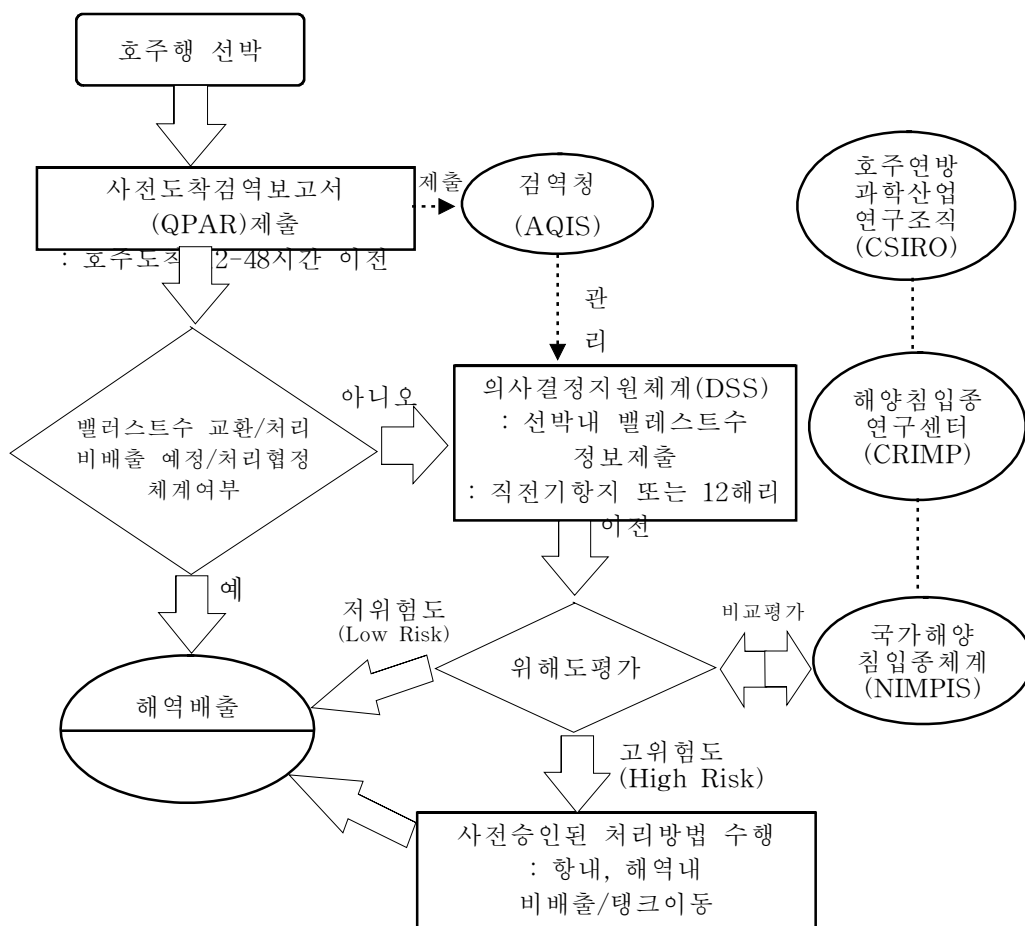 호주행 선박
사전도착검역보고서
(QPAR)제출
: 호주도착 2-48시간 이전
제출
검역청
(AQIS)
호주연방
과학산업
연구조직
(CSIRO)
관
리
밸러스트수 교환/처리
비배출 예정/처리협정
체계여부
아니오
의사결정지원체계(DSS)
: 선박내 밸레스트수
정보제출
: 직전기항지 또는 12해리
이전
해양침입종
연구센터
(CRIMP)
예
저위험도
(Low Risk)
위해도평가
비교평가
국가해양
침입종체계
(NIMPIS)
해역배출
고위험도
(High Risk)
사전승인된 처리방법 수행
: 항내, 해역내
비배출/탱크이동